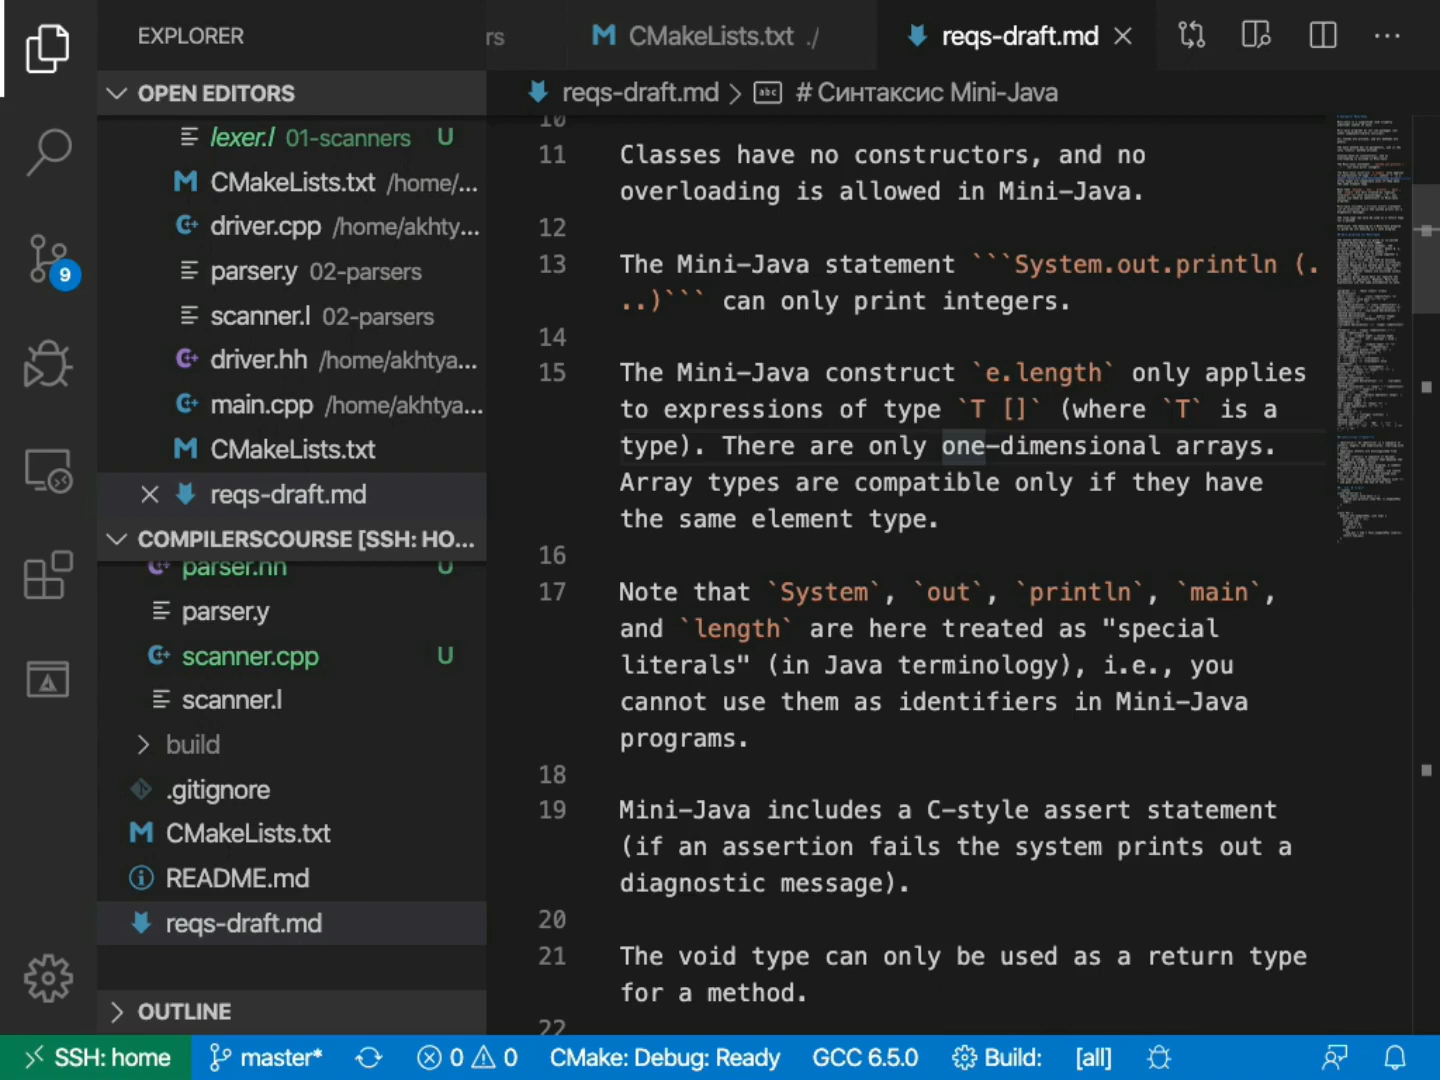 EXPLORER
rs
CMakeLists.txt ./
reqs-draft.md
OPEN EDITORS
reqs-draft.md > # Синтаксис Mini-Java
lexer.l 01-scanners U
CMakeLists.txt /home/...
driver.cpp /home/akhty...
parser.y 02-parsers
scanner.l 02-parsers
driver.hh /home/akhtya...
main.cpp /home/akhtya...
CMakeLists.txt
reqs-draft.md
COMPILERSCOURSE [SSH: HO...
parser.hh U
parser.y
scanner.cpp U
scanner.l
build
.gitignore
CMakeLists.txt
README.md
reqs-draft.md
OUTLINE
9
10
11 Classes have no constructors, and no
overloading is allowed in Mini-Java.
12
13 The Mini-Java statement ```System.out.println (.
..)``` can only print integers.
14
15 The Mini-Java construct `e.length` only applies
to expressions of type `T []` (where `T` is a
type). There are only one-dimensional arrays.
Array types are compatible only if they have
the same element type.
16
17 Note that `System`, `out`, `println`, `main`,
and `length` are here treated as "special
literals" (in Java terminology), i.e., you
cannot use them as identifiers in Mini-Java
programs.
18
19 Mini-Java includes a C-style assert statement
(if an assertion fails the system prints out a
diagnostic message).
20
21 The void type can only be used as a return type
for a method.
22
SSH: home master* 0 0 CMake: Debug: Ready GCC 6.5.0 Build: [all]